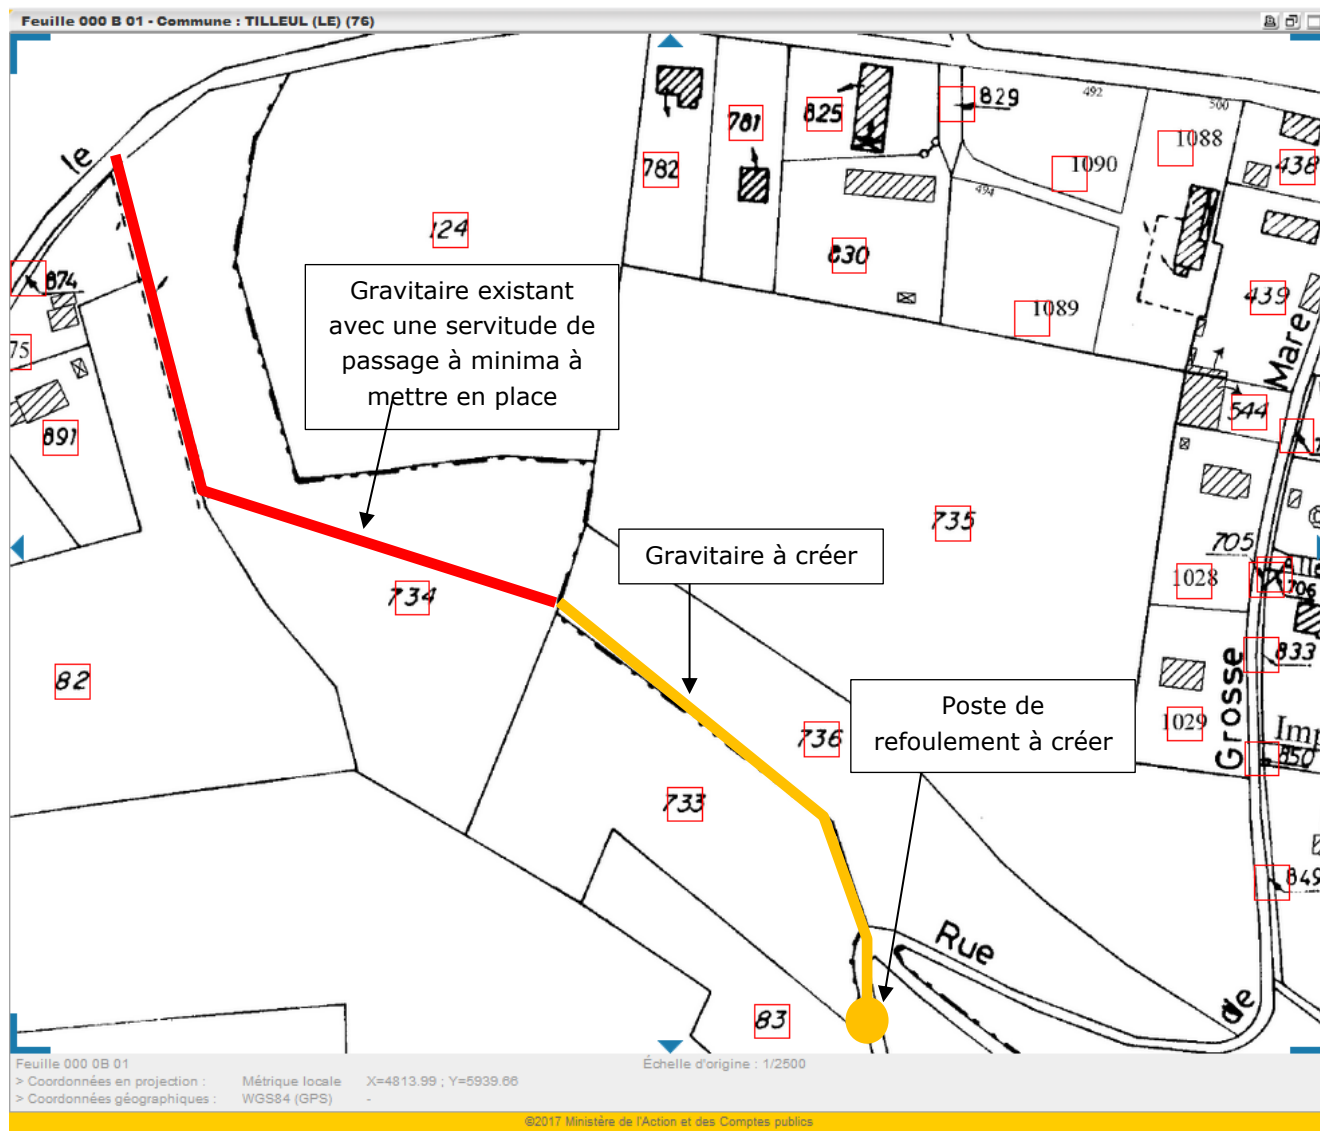 Feuille 000 B 01 - Commune : TILLEUL (LE) (76)
le
829
492
500
825
781
782
1088
1090
438
494
124
830
874
1089
439
Gravitaire existant
avec une servitude de
passage à minima à
mettre en place
75
Mare
544
891
735
705
Gravitaire à créer
1028
706
734
833
82
Grosse
Poste de
refoulement à créer
736
1029
Imp
850
733
849
Rue
de
83
Feuille 000 0B 01
Échelle d'origine : 1/2500
> Coordonnées en projection : Métrique locale X=4813.99 ; Y=5939.66
> Coordonnées géographiques : WGS84 (GPS) -
©2017 Ministère de l'Action et des Comptes publics